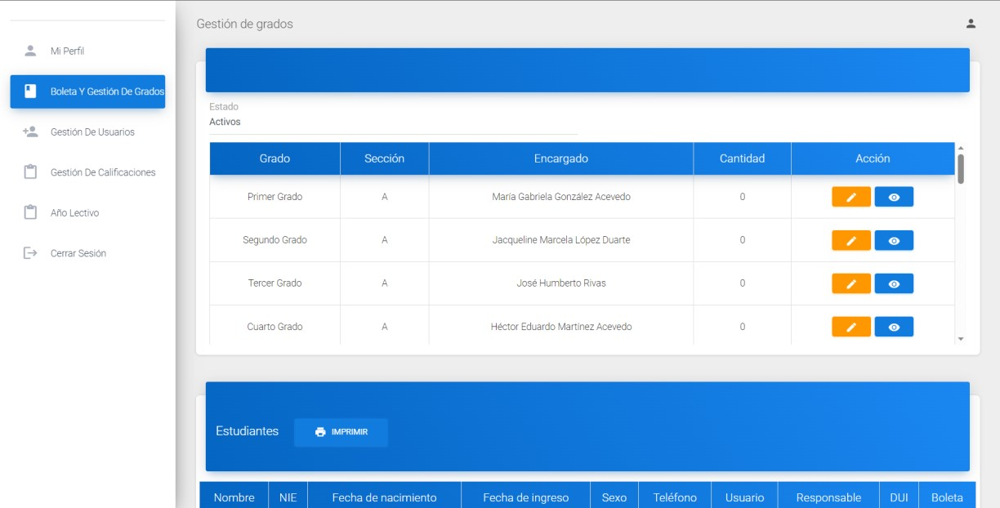 Gestión de grados
Mi Perfil
Boleta Y Gestión De Grados
Gestión De Usuarios
Gestión De Calificaciones
Año Lectivo
Cerrar Sesión
Estado
Activos
Grado Sección Encargado Cantidad Acción
Primer Grado A María Gabriela González Acevedo 0
Segundo Grado A Jacqueline Marcela López Duarte 0
Tercer Grado A José Humberto Rivas 0
Cuarto Grado A Héctor Eduardo Martínez Acevedo 0
Estudiantes IMPRIMIR
Nombre NIE Fecha de nacimiento Fecha de ingreso Sexo Teléfono Usuario Responsable DUI Boleta